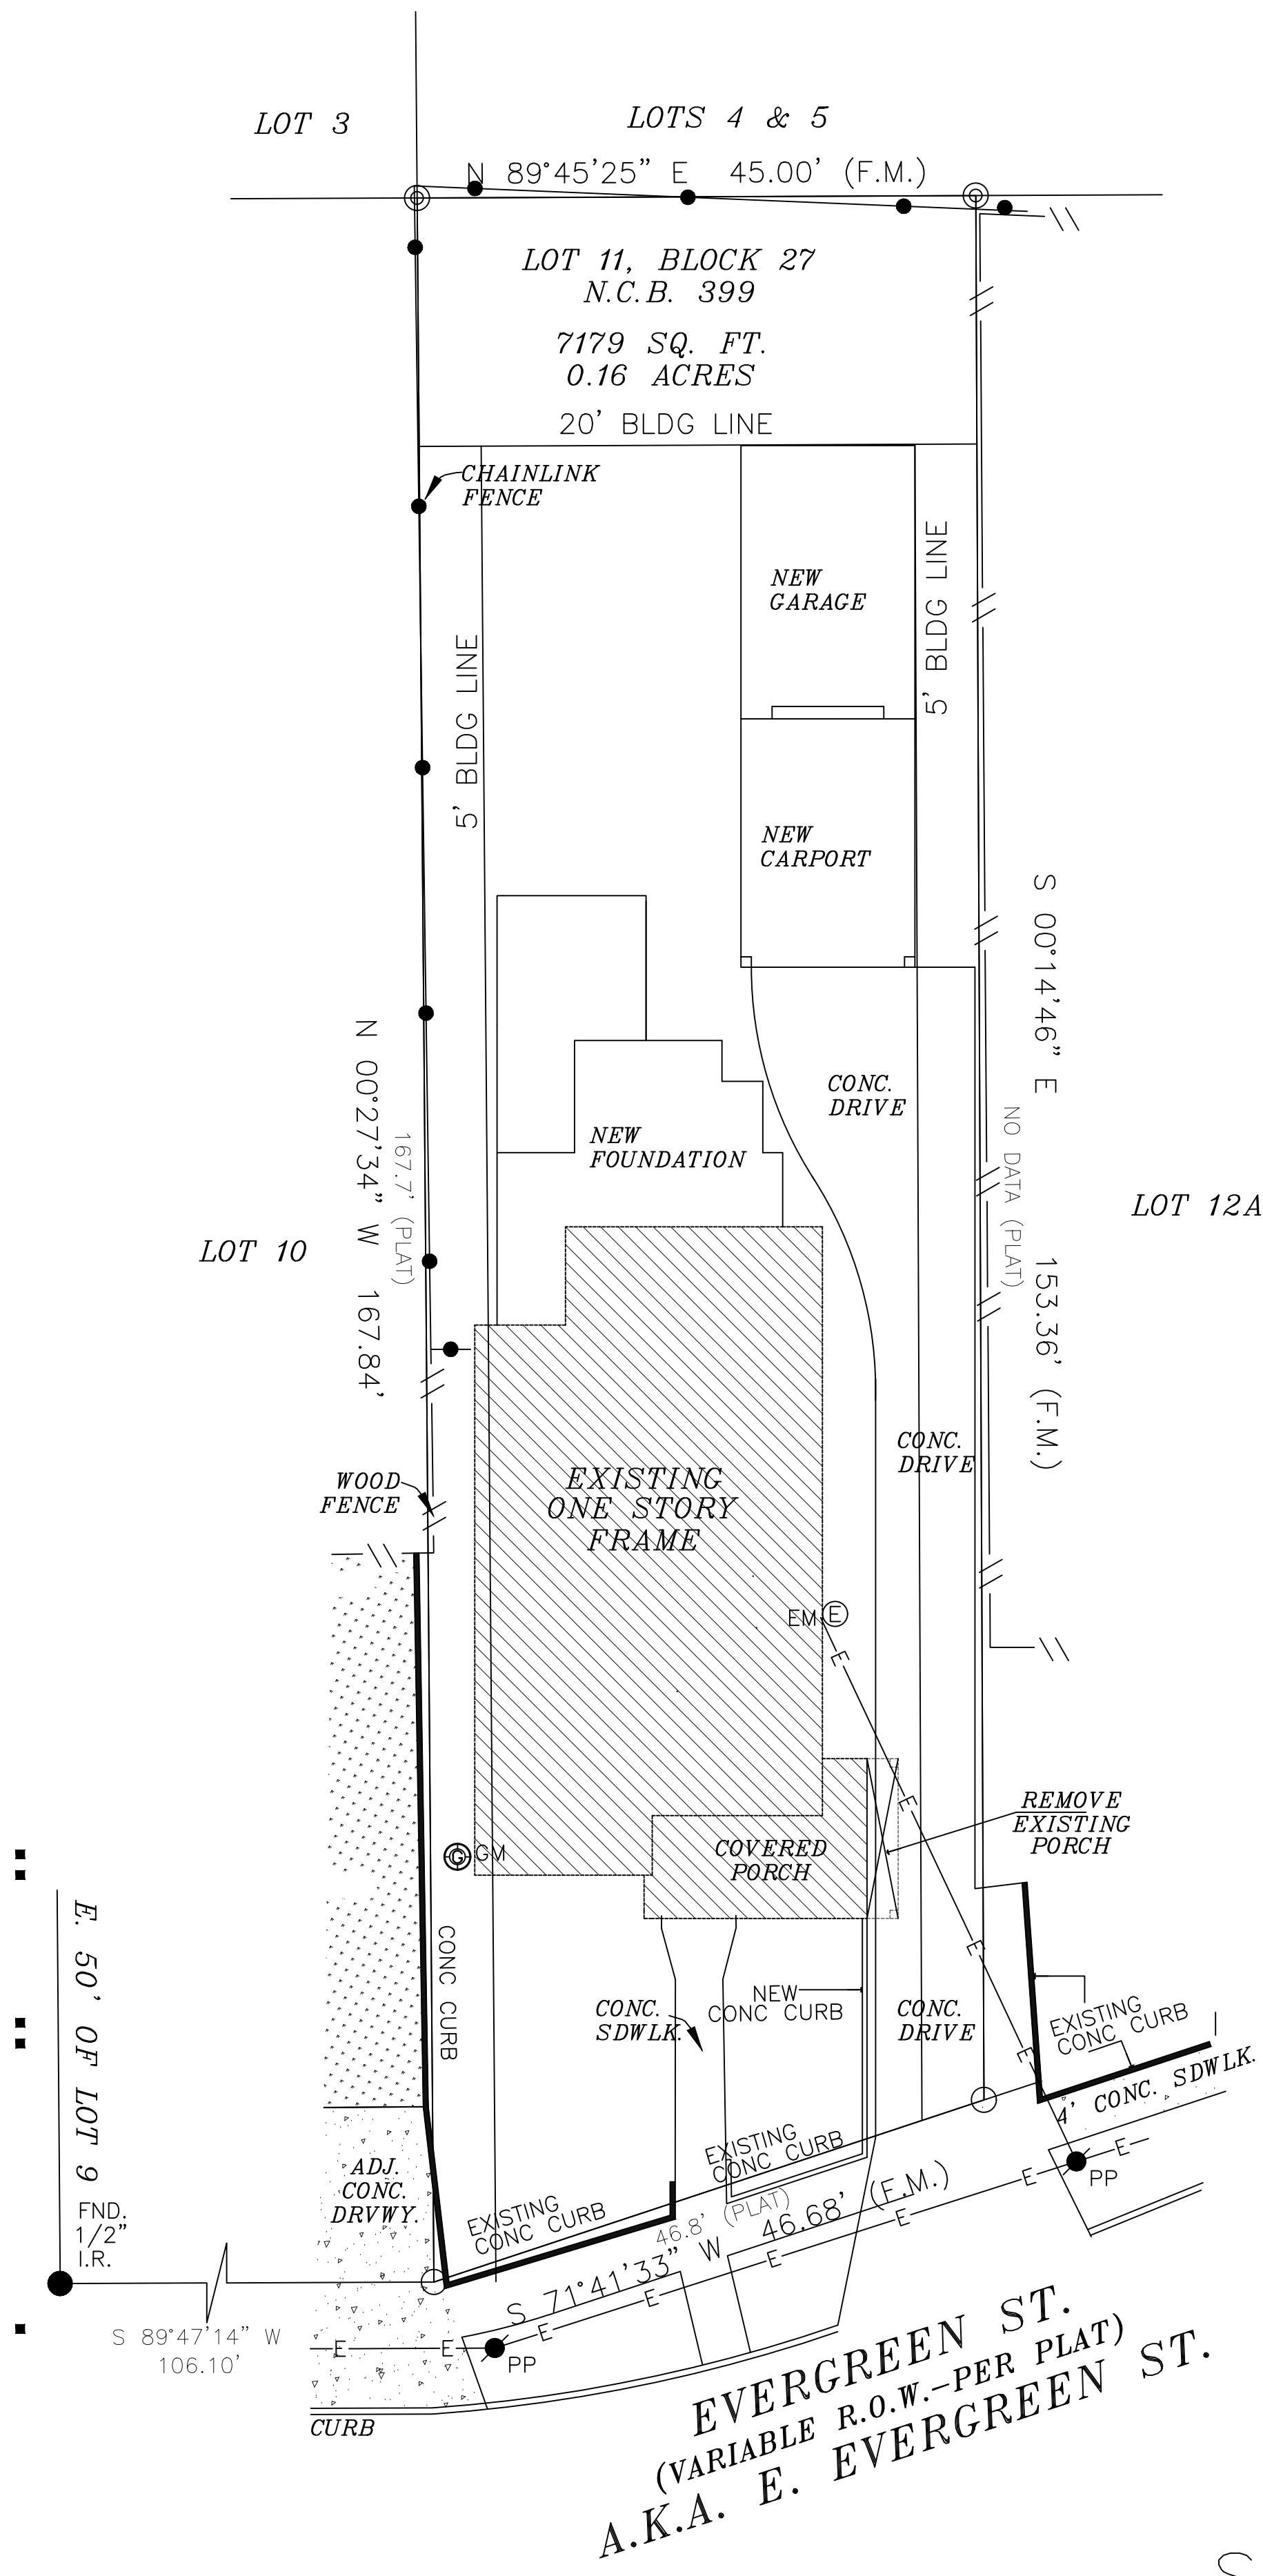 LOT 3
LOTS 4 & 5
N 89°45'25" E 45.00' (F.M.)
LOT 11, BLOCK 27
N.C.B. 399
7179 SQ. FT.
0.16 ACRES
20' BLDG LINE
CHAINLINK
FENCE
5' BLDG LINE
5' BLDG LINE
NEW
GARAGE
NEW
CARPORT
S 00°14'46" E 153.36' (F.M.)
NO DATA (PLAT)
N 00°27'34" W 167.84'
167.7' (PLAT)
CONC.
DRIVE
NEW
FOUNDATION
LOT 12A
LOT 10
CONC.
DRIVE
WOOD
FENCE
EXISTING
ONE STORY
FRAME
EM E
E
E
E
E
REMOVE
EXISTING
PORCH
COVERED
PORCH
G GM
E. 50' OF LOT 9
CONC CURB
NEW
CONC CURB
CONC.
SDWLK.
CONC.
DRIVE
EXISTING
CONC CURB
4' CONC. SDWLK.
EXISTING
CONC CURB
ADJ.
CONC.
DRVWY.
EXISTING
CONC CURB
46.8' (PLAT)
S 71°41'33" W 46.68' (F.M.)
E
E
E
E
E
E
PP
FND.
1/2"
I.R.
S 89°47'14" W
106.10'
E
E
PP
CURB
EVERGREEN ST.
(VARIABLE R.O.W.-PER PLAT)
A.K.A. E. EVERGREEN ST.